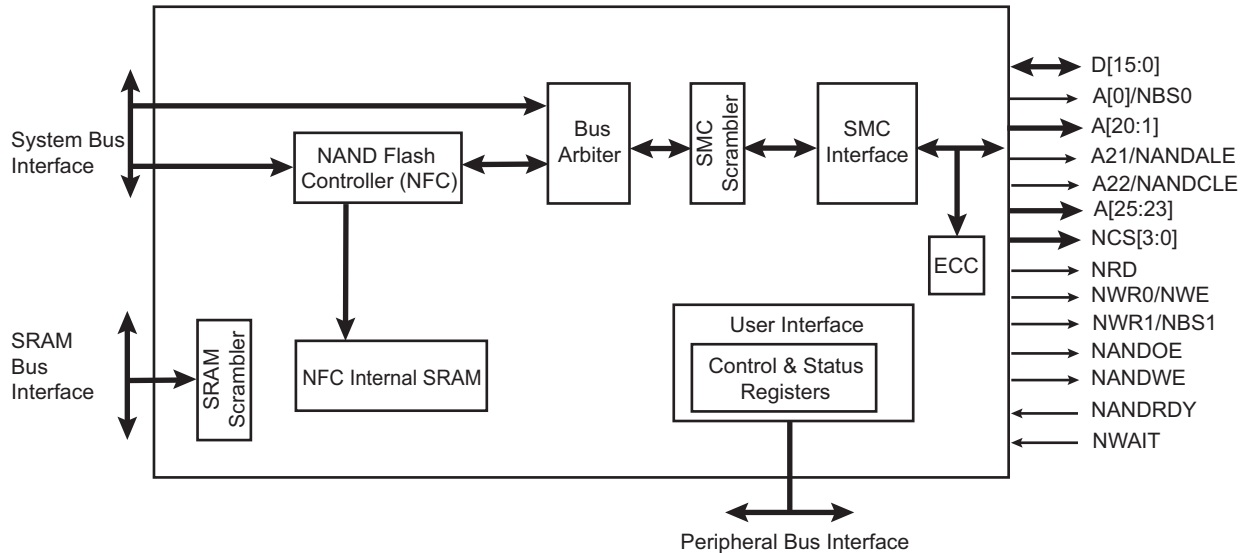 System Bus
Interface
NAND Flash
Controller (NFC)
Bus
Arbiter
SMC
Scrambler
SMC
Interface
ECC
D[15:0]
A[0]/NBS0
A[20:1]
A21/NANDALE
A22/NANDCLE
A[25:23]
NCS[3:0]
NRD
NWR0/NWE
NWR1/NBS1
NANDOE
NANDWE
NANDRDY
NWAIT
SRAM
Bus
Interface
SRAM
Scrambler
NFC Internal SRAM
User Interface
Control & Status
Registers
Peripheral Bus Interface